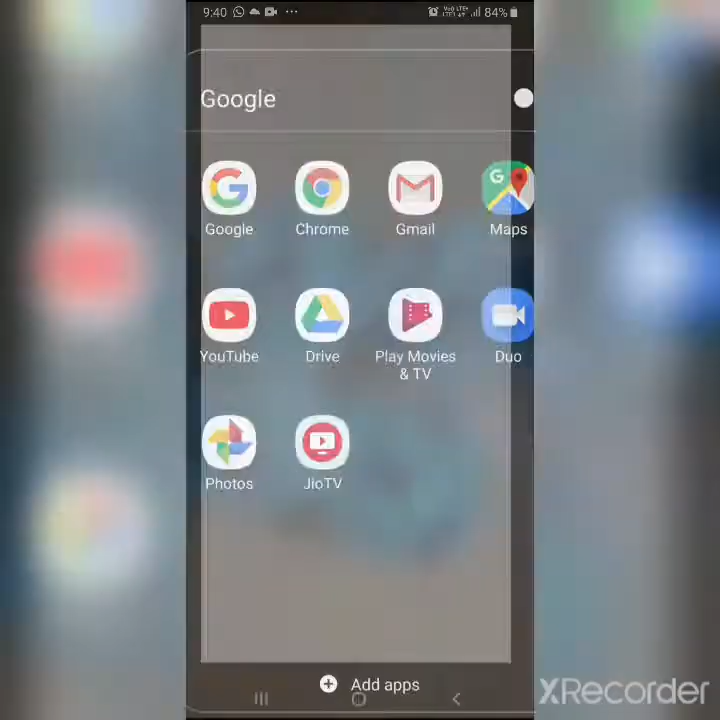 9:40 84%
Google
Google Chrome Gmail Maps
YouTube Drive Play Movies Duo
& TV
Photos JioTV
Add apps
XRecorder